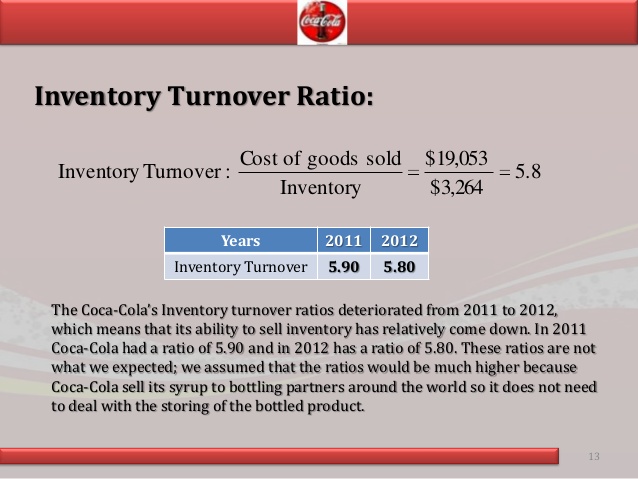 Coca-Cola
Inventory Turnover Ratio:
Inventory Turnover : Cost of goods sold / Inventory = $19,053 / $3,264 = 5.8
Years 2011 2012
Inventory Turnover 5.90 5.80
The Coca-Cola's Inventory turnover ratios deteriorated from 2011 to 2012,
which means that its ability to sell inventory has relatively come down. In 2011
Coca-Cola had a ratio of 5.90 and in 2012 has a ratio of 5.80. These ratios are not
what we expected; we assumed that the ratios would be much higher because
Coca-Cola sell its syrup to bottling partners around the world so it does not need
to deal with the storing of the bottled product.
13